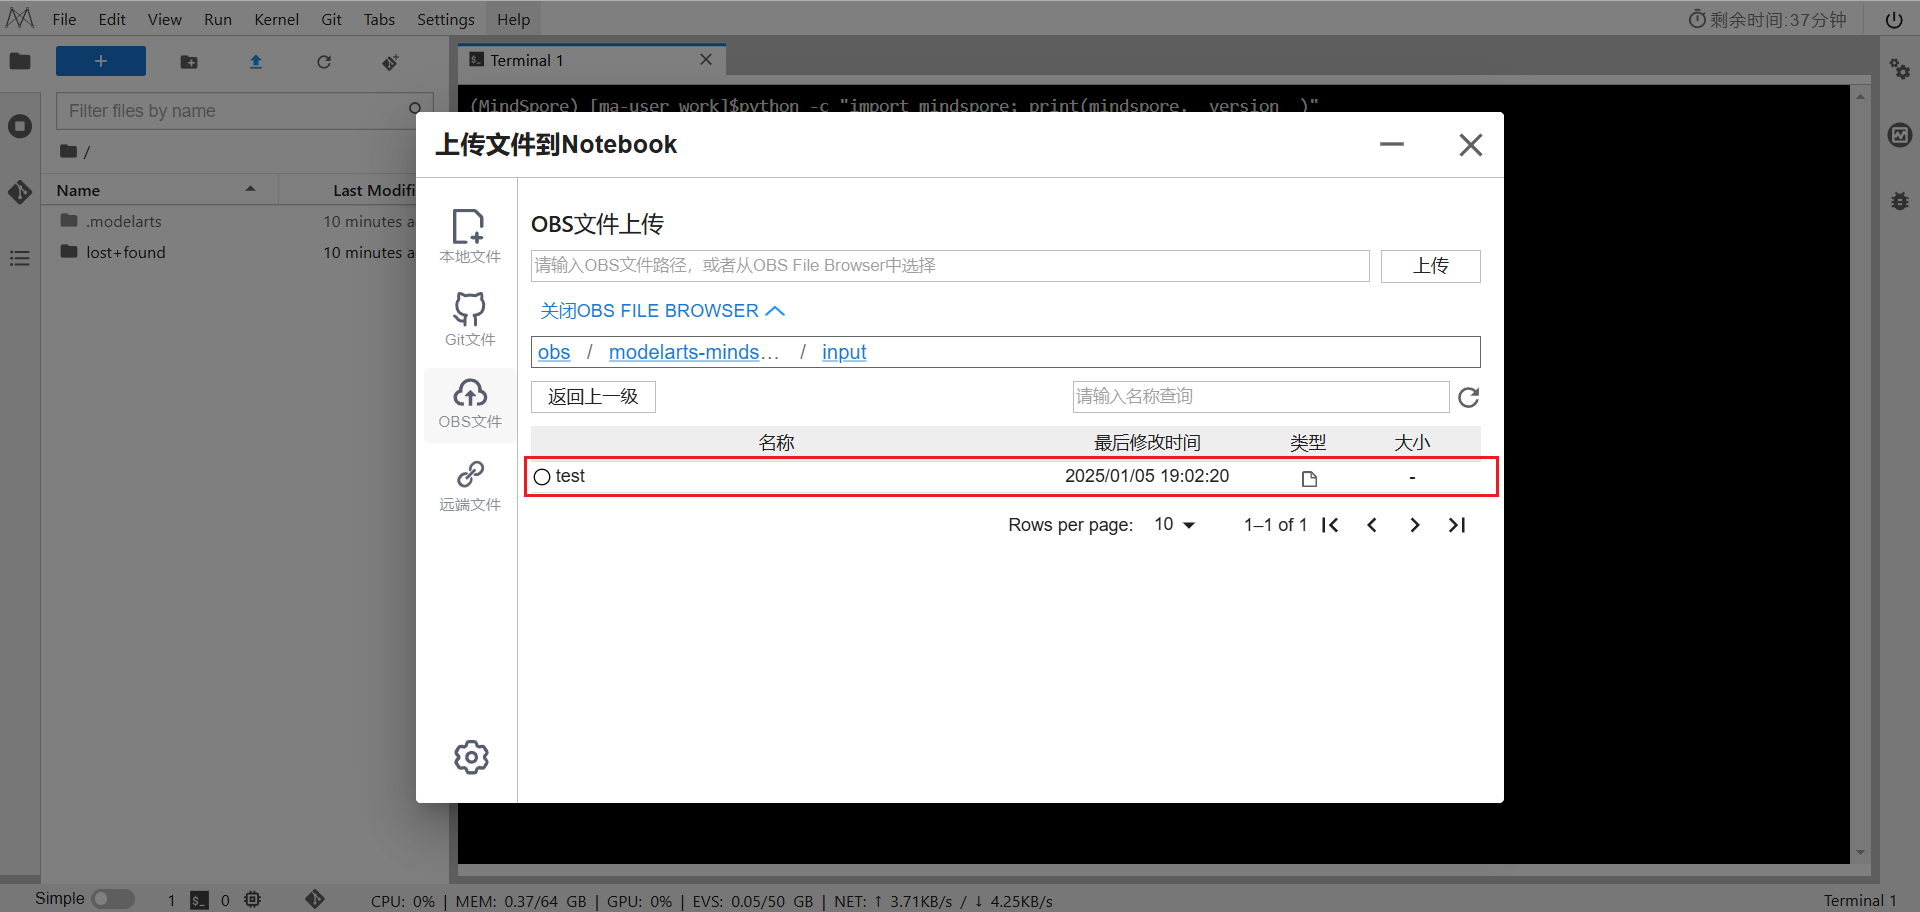 File Edit View Run Kernel Git Tabs Settings Help 剩余时间:37分钟
+
Filter files by name
/
Name Last Modifi
.modelarts 10 minutes a
lost+found 10 minutes a
Terminal 1
(MindSpore) [ma-user work]$python -c "import mindspore; print(mindspore.__version__)"
上传文件到Notebook
本地文件
Git文件
OBS文件
远端文件
OBS文件上传
请输入OBS文件路径，或者从OBS File Browser中选择 上传
关闭OBS FILE BROWSER
obs / modelarts-minds... / input
返回上一级 请输入名称查询
名称 最后修改时间 类型 大小
test 2025/01/05 19:02:20 -
Rows per page: 10 1–1 of 1
Simple 1 $_ 0 CPU: 0% | MEM: 0.37/64 GB | GPU: 0% | EVS: 0.05/50 GB | NET: ↑ 3.71KB/s / ↓ 4.25KB/s Terminal 1